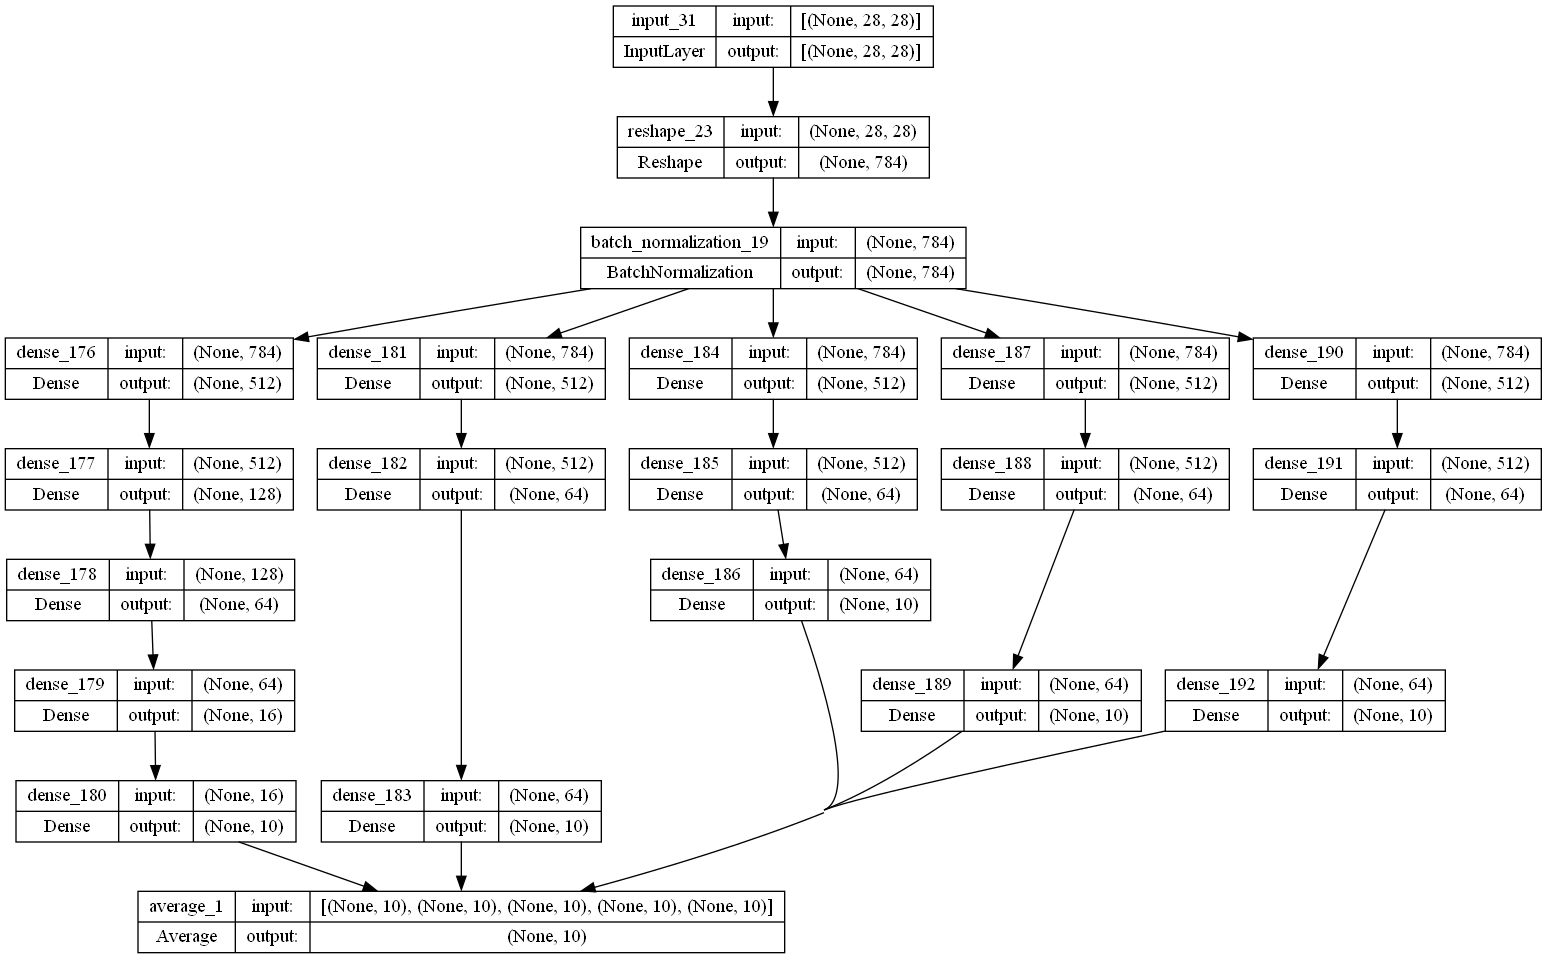 input_31 input: [(None, 28, 28)]
InputLayer output: [(None, 28, 28)]
reshape_23 input: (None, 28, 28)
Reshape output: (None, 784)
batch_normalization_19 input: (None, 784)
BatchNormalization output: (None, 784)
dense_176 input: (None, 784)
Dense output: (None, 512)
dense_181 input: (None, 784)
Dense output: (None, 512)
dense_184 input: (None, 784)
Dense output: (None, 512)
dense_187 input: (None, 784)
Dense output: (None, 512)
dense_190 input: (None, 784)
Dense output: (None, 512)
dense_177 input: (None, 512)
Dense output: (None, 128)
dense_182 input: (None, 512)
Dense output: (None, 64)
dense_185 input: (None, 512)
Dense output: (None, 64)
dense_188 input: (None, 512)
Dense output: (None, 64)
dense_191 input: (None, 512)
Dense output: (None, 64)
dense_178 input: (None, 128)
Dense output: (None, 64)
dense_186 input: (None, 64)
Dense output: (None, 10)
dense_179 input: (None, 64)
Dense output: (None, 16)
dense_189 input: (None, 64)
Dense output: (None, 10)
dense_192 input: (None, 64)
Dense output: (None, 10)
dense_180 input: (None, 16)
Dense output: (None, 10)
dense_183 input: (None, 64)
Dense output: (None, 10)
average_1 input: [(None, 10), (None, 10), (None, 10), (None, 10), (None, 10)]
Average output: (None, 10)